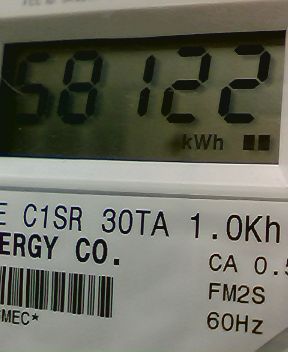 58122
kWh
E C1SR 30TA 1.0Kh
ERGY CO.
CA 0.5
FM2S
MEC*
60Hz